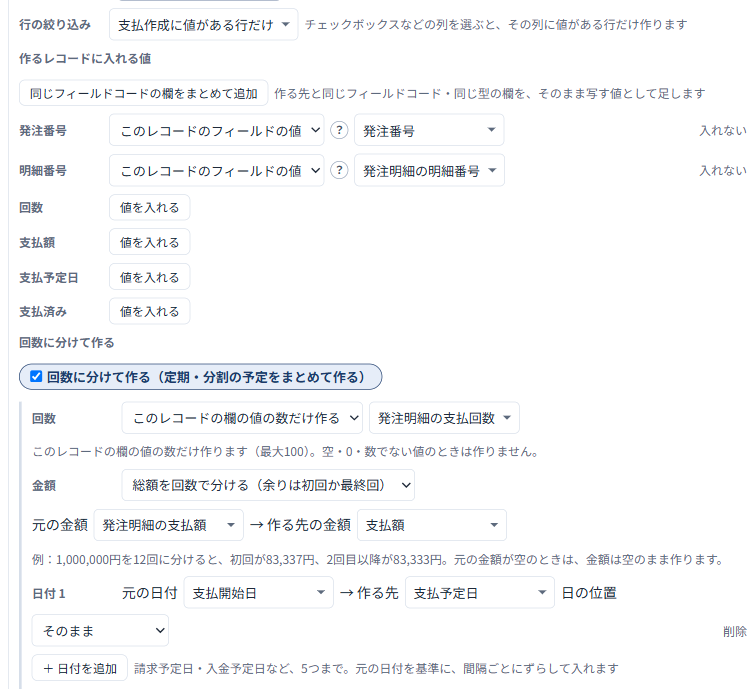 行の絞り込み 支払作成に値がある行だけ チェックボックスなどの列を選ぶと、その列に値がある行だけ作ります
作るレコードに入れる値
同じフィールドコードの欄をまとめて追加 作る先と同じフィールドコード・同じ型の欄を、そのまま写す値として足します
発注番号 このレコードのフィールドの値 ? 発注番号 入れない
明細番号 このレコードのフィールドの値 ? 発注明細の明細番号 入れない
回数 値を入れる
支払額 値を入れる
支払予定日 値を入れる
支払済み 値を入れる
回数に分けて作る
回数に分けて作る（定期・分割の予定をまとめて作る）
回数 このレコードの欄の値の数だけ作る 発注明細の支払回数
このレコードの欄の値の数だけ作ります（最大100）。空・0・数でない値のときは作りません。
金額 総額を回数で分ける（余りは初回か最終回）
元の金額 発注明細の支払額 → 作る先の金額 支払額
例：1,000,000円を12回に分けると、初回が83,337円、2回目以降が83,333円。元の金額が空のときは、金額は空のまま作ります。
日付 1 元の日付 支払開始日 → 作る先 支払予定日 日の位置
そのまま 削除
＋ 日付を追加 請求予定日・入金予定日など、5つまで。元の日付を基準に、間隔ごとにずらして入れます